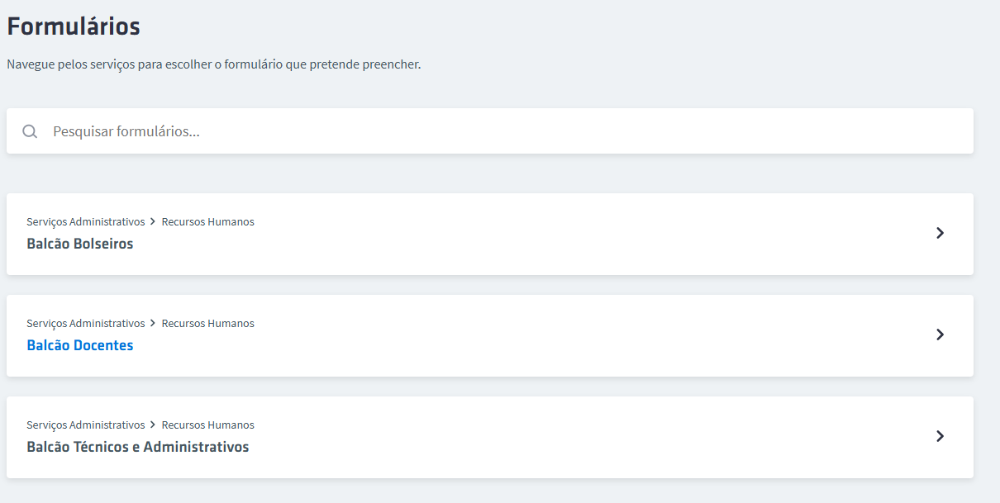 Formulários
Navegue pelos serviços para escolher o formulário que pretende preencher.
Pesquisar formulários...
Serviços Administrativos > Recursos Humanos
Balcão Bolseiros
Serviços Administrativos > Recursos Humanos
Balcão Docentes
Serviços Administrativos > Recursos Humanos
Balcão Técnicos e Administrativos